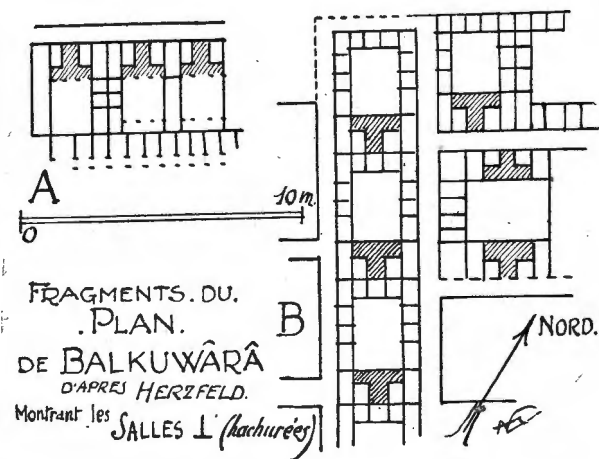 A
10 m.
0
FRAGMENTS. DU.
.PLAN.
DE BALKUWÂRÂ
D'APRES HERZFELD.
Montrant les SALLES ⊥ (hachurées)
B
NORD.